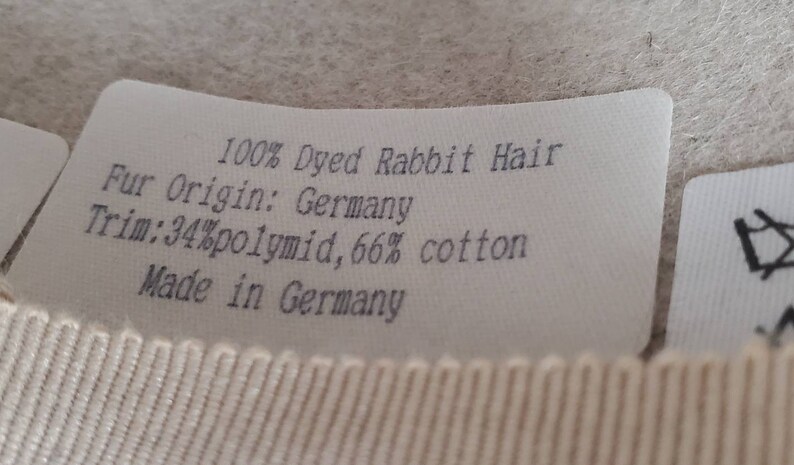 100% Dyed Rabbit Hair
Fur Origin: Germany
Trim:34%polymid,66% cotton
Made in Germany